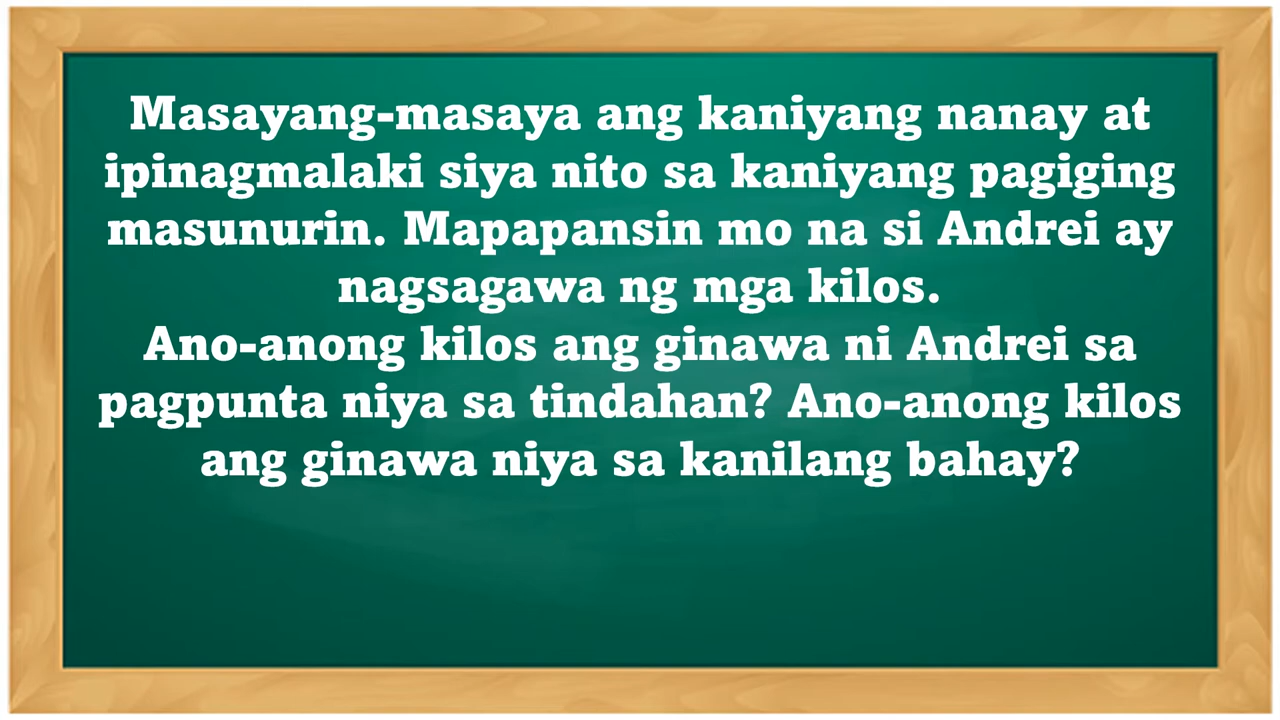 Masayang-masaya ang kaniyang nanay at
ipinagmalaki siya nito sa kaniyang pagiging
masunurin. Mapapansin mo na si Andrei ay
nagsagawa ng mga kilos.
Ano-anong kilos ang ginawa ni Andrei sa
pagpunta niya sa tindahan? Ano-anong kilos
ang ginawa niya sa kanilang bahay?